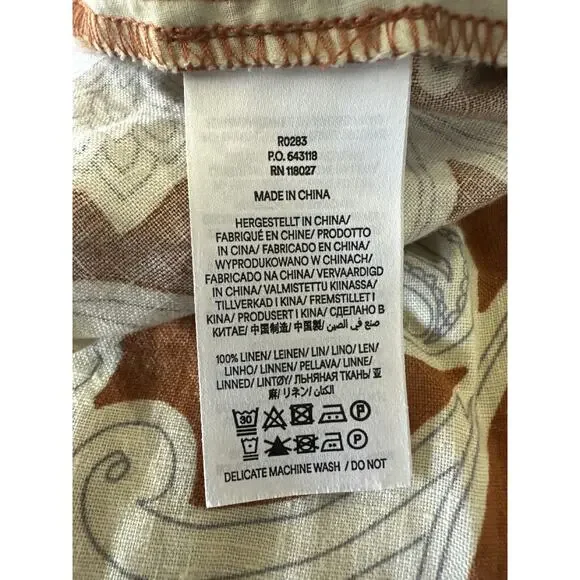 R0283
P.O. 643118
RN 118027
MADE IN CHINA
HERGESTELLT IN CHINA/
FABRIQUÉ EN CHINE/ PRODOTTO
IN CINA/ FABRICADO EN CHINA/
WYPRODUKOWANO W CHINACH/
FABRICADO NA CHINA/ VERVAARDIGD
IN CHINA/ VALMISTETTU KIINASSA/
TILLVERKAD I KINA/ FREMSTILLET I
KINA/ PRODUSERT I KINA/ СДЕЛАНО В
КИТАЕ/ 中国制造/ 中国製/ صنع في الصين
100% LINEN/ LEINEN/ LIN/ LINO/ LEN/
LINHO/ LINNEN/ PELLAVA/ LINNE/
LINNED/ LINTØY/ ЛЬНЯНАЯ ТКАНЬ/ 亚
麻/ リネン/ الكتان
30 P
P
DELICATE MACHINE WASH / DO NOT